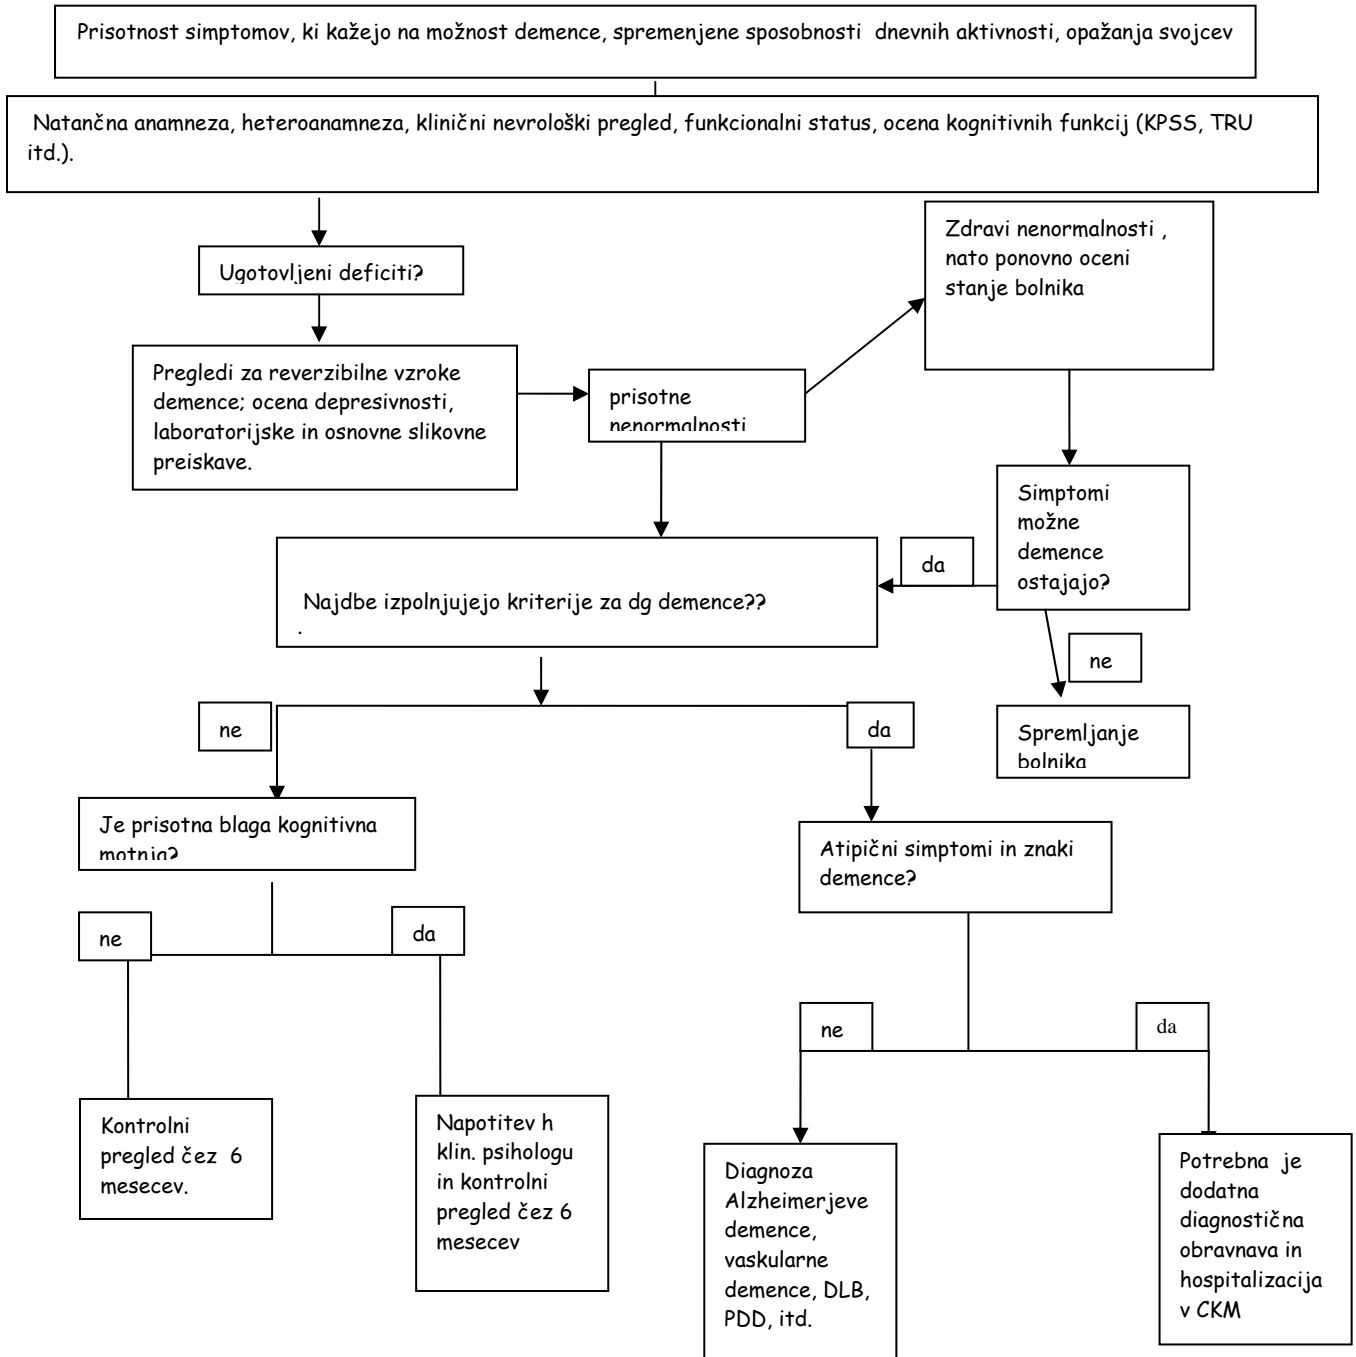 Prisotnost simptomov, ki kažejo na možnost demence, spremenjene sposobnosti dnevnih aktivnosti, opažanja svojcev
Natančna anamneza, heteroanamneza, klinični nevrološki pregled, funkcionalni status, ocena kognitivnih funkcij (KPSS, TRU
itd.).
Ugotovljeni deficiti?
Zdravi nenormalnosti ,
nato ponovno oceni
stanje bolnika
Pregledi za reverzibilne vzroke
demence; ocena depresivnosti,
laboratorijske in osnovne slikovne
preiskave.
prisotne
nenormalnosti
Simptomi
možne
demence
ostajajo?
da
Najdbe izpolnjujejo kriterije za dg demence??
.
ne
Spremljanje
bolnika
ne
da
Je prisotna blaga kognitivna
motnja?
Atipični simptomi in znaki
demence?
ne
da
ne
da
Kontrolni
pregled čez 6
mesecev.
Napotitev h
klin. psihologu
in kontrolni
pregled čez 6
mesecev
Diagnoza
Alzheimerjeve
demence,
vaskularne
demence, DLB,
PDD, itd.
Potrebna je
dodatna
diagnostična
obravnava in
hospitalizacija
v CKM